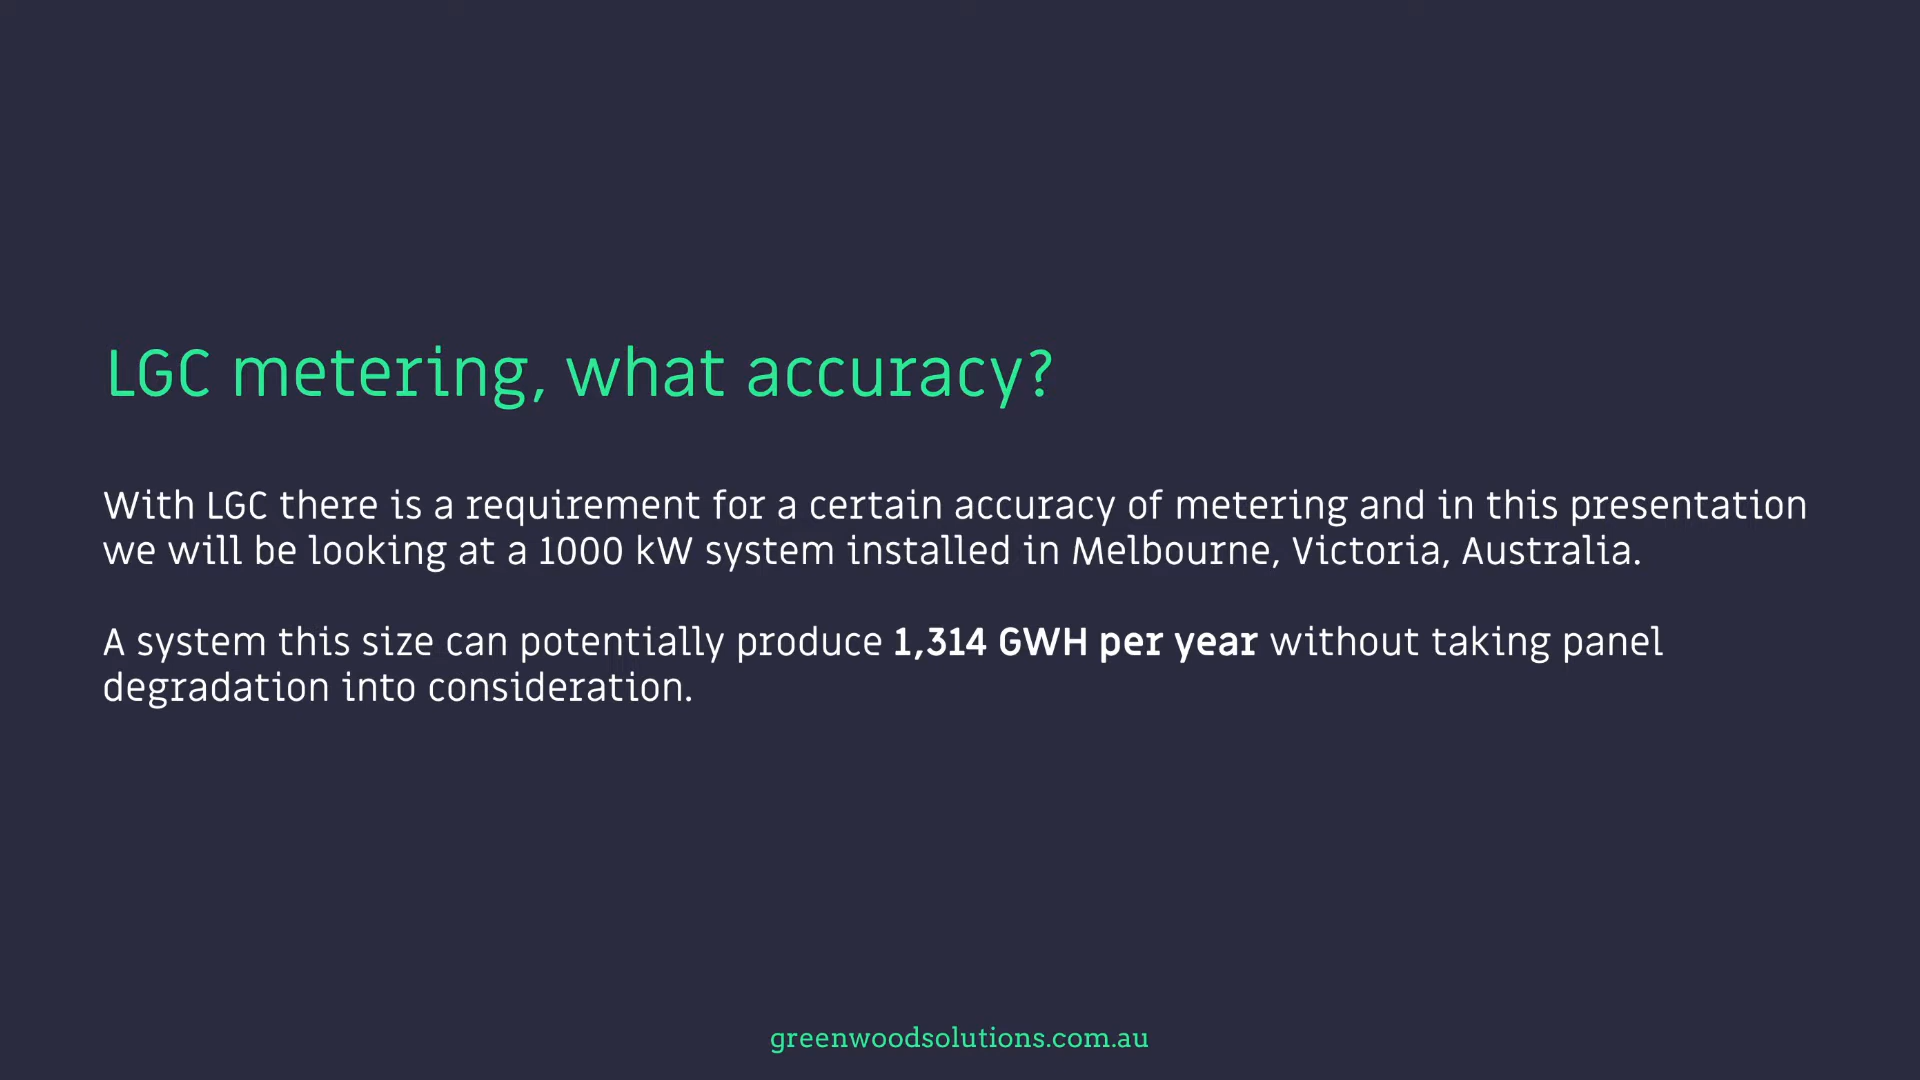 LGC metering, what accuracy?
With LGC there is a requirement for a certain accuracy of metering and in this presentation
we will be looking at a 1000 kW system installed in Melbourne, Victoria, Australia.
A system this size can potentially produce 1,314 GWH per year without taking panel
degradation into consideration.
greenwoodsolutions.com.au